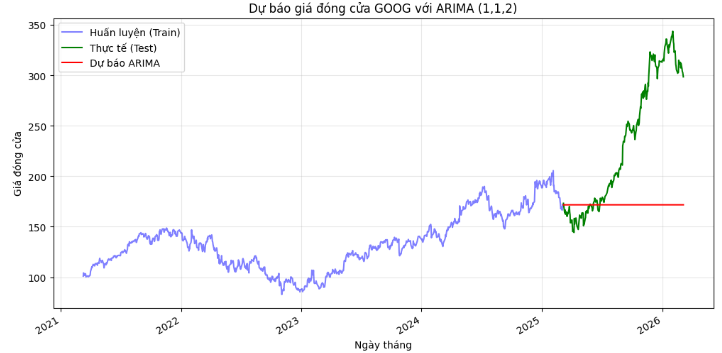 Dự báo giá đóng cửa GOOG với ARIMA (1,1,2)
Huấn luyện (Train)
Thực tế (Test)
Dự báo ARIMA
Giá đóng cửa
350
300
250
200
150
100
2021
2022
2023
2024
2025
2026
Ngày tháng